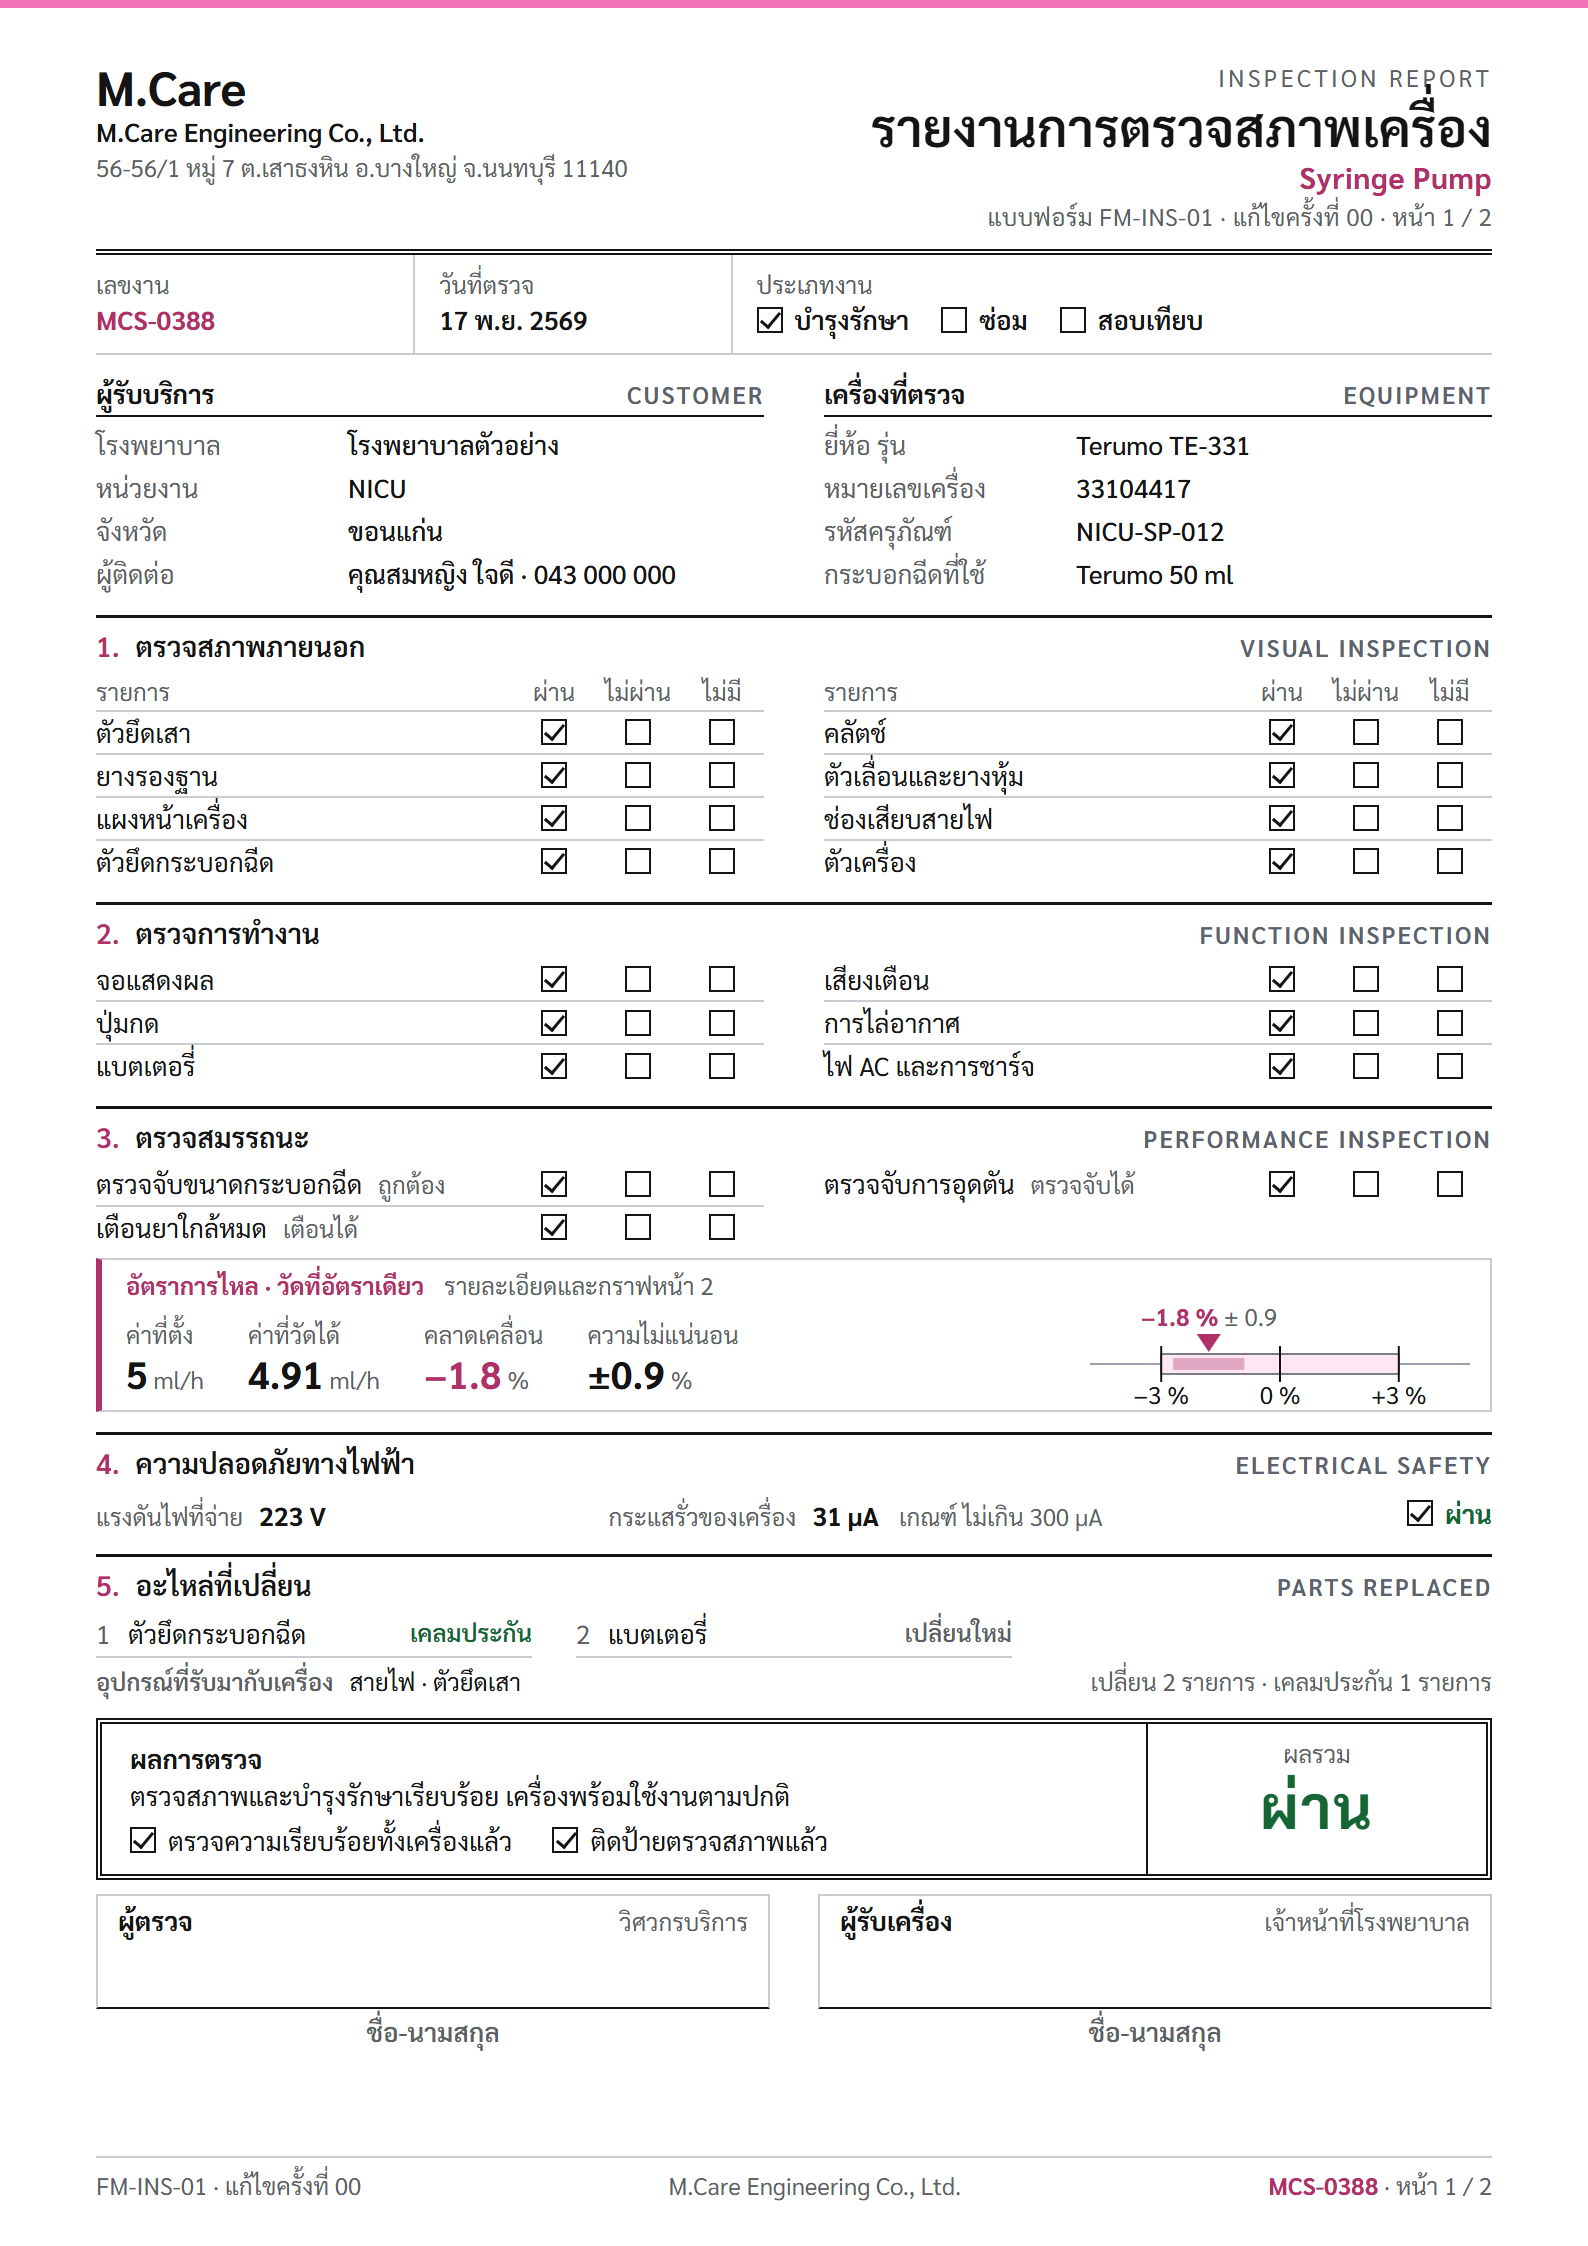 M.Care
M.Care Engineering Co., Ltd.
56-56/1 หมู่ 7 ต.เสาธงหิน อ.บางใหญ่ จ.นนทบุรี 11140
INSPECTION REPORT
รายงานการตรวจสภาพเครื่อง
Syringe Pump
แบบฟอร์ม FM-INS-01 · แก้ไขครั้งที่ 00 · หน้า 1 / 2
เลขงาน
MCS-0388
วันที่ตรวจ
17 พ.ย. 2569
ประเภทงาน
บำรุงรักษา ซ่อม สอบเทียบ
ผู้รับบริการ CUSTOMER
โรงพยาบาล โรงพยาบาลตัวอย่าง
หน่วยงาน NICU
จังหวัด ขอนแก่น
ผู้ติดต่อ คุณสมหญิง ใจดี · 043 000 000
เครื่องที่ตรวจ EQUIPMENT
ยี่ห้อ รุ่น Terumo TE-331
หมายเลขเครื่อง 33104417
รหัสครุภัณฑ์ NICU-SP-012
กระบอกฉีดที่ใช้ Terumo 50 ml
1. ตรวจสภาพภายนอก VISUAL INSPECTION
รายการ ผ่าน ไม่ผ่าน ไม่มี
ตัวยึดเสา
ยางรองฐาน
แผงหน้าเครื่อง
ตัวยึดกระบอกฉีด
รายการ ผ่าน ไม่ผ่าน ไม่มี
คลัตช์
ตัวเลื่อนและยางหุ้ม
ช่องเสียบสายไฟ
ตัวเครื่อง
2. ตรวจการทำงาน FUNCTION INSPECTION
จอแสดงผล
ปุ่มกด
แบตเตอรี่
เสียงเตือน
การไล่อากาศ
ไฟ AC และการชาร์จ
3. ตรวจสมรรถนะ PERFORMANCE INSPECTION
ตรวจจับขนาดกระบอกฉีด ถูกต้อง
เตือนยาใกล้หมด เตือนได้
ตรวจจับการอุดตัน ตรวจจับได้
อัตราการไหล · วัดที่อัตราเดียว รายละเอียดและกราฟหน้า 2
ค่าที่ตั้ง ค่าที่วัดได้ คลาดเคลื่อน ความไม่แน่นอน
5 ml/h 4.91 ml/h −1.8 % ±0.9 %
−1.8 % ± 0.9
−3 % 0 % +3 %
4. ความปลอดภัยทางไฟฟ้า ELECTRICAL SAFETY
แรงดันไฟที่จ่าย 223 V กระแสรั่วของเครื่อง 31 µA เกณฑ์ ไม่เกิน 300 µA ผ่าน
5. อะไหล่ที่เปลี่ยน PARTS REPLACED
1 ตัวยึดกระบอกฉีด เคลมประกัน 2 แบตเตอรี่ เปลี่ยนใหม่
อุปกรณ์ที่รับมากับเครื่อง สายไฟ · ตัวยึดเสา เปลี่ยน 2 รายการ · เคลมประกัน 1 รายการ
ผลการตรวจ
ตรวจสภาพและบำรุงรักษาเรียบร้อย เครื่องพร้อมใช้งานตามปกติ
ตรวจความเรียบร้อยทั้งเครื่องแล้ว ติดป้ายตรวจสภาพแล้ว
ผลรวม
ผ่าน
ผู้ตรวจ วิศวกรบริการ
ชื่อ-นามสกุล
ผู้รับเครื่อง เจ้าหน้าที่โรงพยาบาล
ชื่อ-นามสกุล
FM-INS-01 · แก้ไขครั้งที่ 00 M.Care Engineering Co., Ltd. MCS-0388 · หน้า 1 / 2